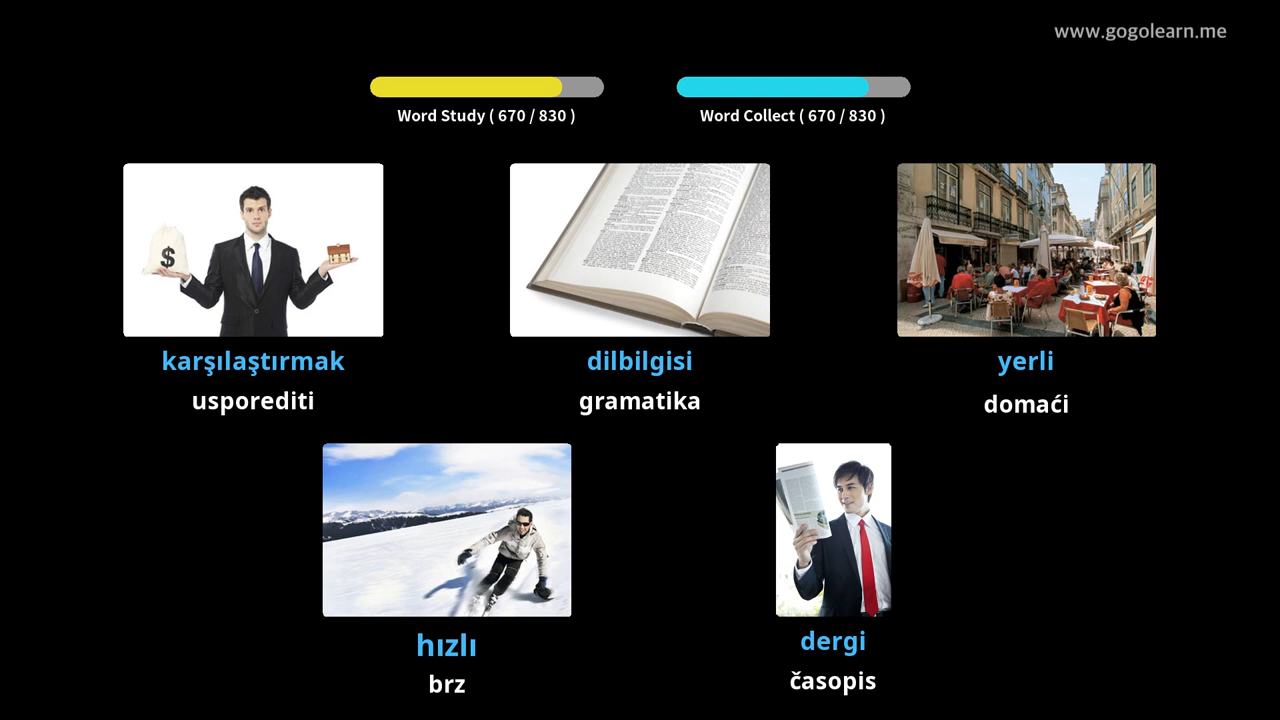 www.gogolearn.me
Word Study ( 670 / 830 )
Word Collect ( 670 / 830 )
$
karşılaştırmak
usporediti
dilbilgisi
gramatika
yerli
domaći
hızlı
brz
dergi
časopis